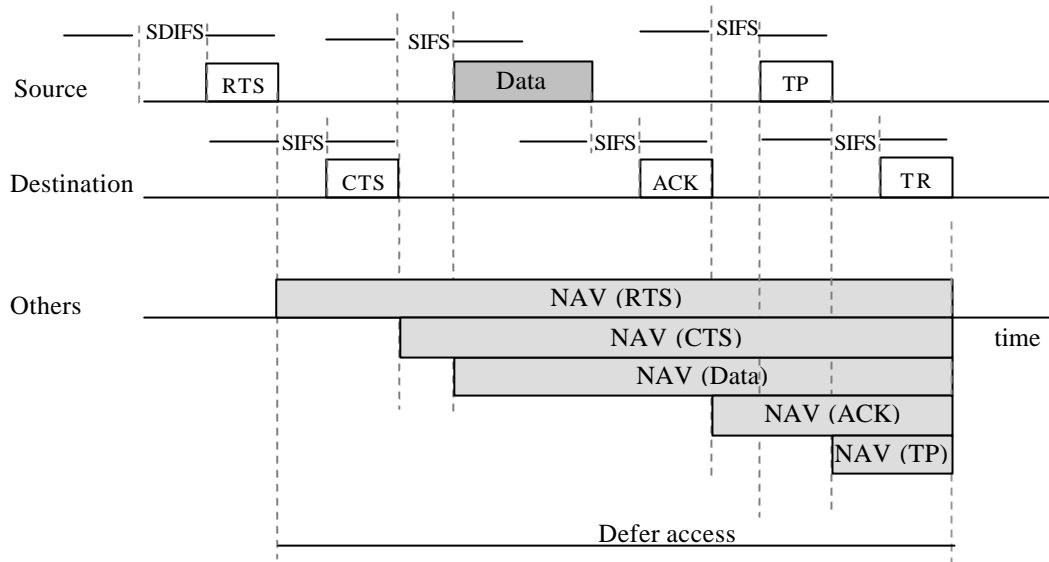 SDIFS
SIFS
SIFS
Source
RTS
Data
TP
SIFS
SIFS
SIFS
Destination
CTS
ACK
TR
Others
NAV (RTS)
time
NAV (CTS)
NAV (Data)
NAV (ACK)
NAV (TP)
Defer access